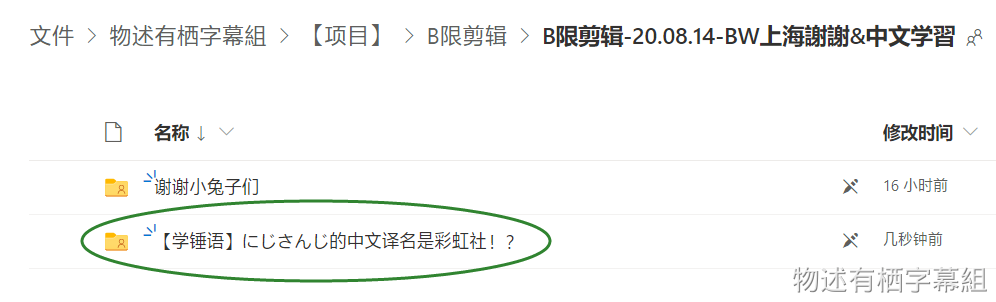 文件 > 物述有栖字幕組 > 【项目】 > B限剪辑 > B限剪辑-20.08.14-BW上海謝謝&中文学習
名称 ↓ 修改时间
谢谢小兔子们 16 小时前
【学锤语】にじさんじ的中文译名是彩虹社！？ 几秒钟前
物述有栖字幕組